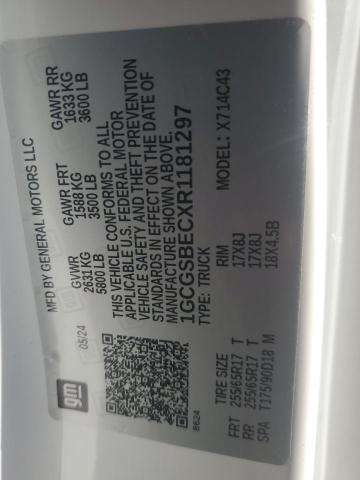 MFD BY GENERAL MOTORS LLC
gm
05/24
GVWR
2631 KG
5800 LB
GAWR FRT
1588 KG
3500 LB
GAWR RR
1633 KG
3600 LB
THIS VEHICLE CONFORMS TO ALL
APPLICABLE U.S. FEDERAL MOTOR
VEHICLE SAFETY AND THEFT PREVENTION
STANDARDS IN EFFECT ON THE DATE OF
MANUFACTURE SHOWN ABOVE.
1GCGSBECXR1181297
TYPE: TRUCK
MODEL: X714C43
8624
TIRE SIZE RIM
FRT 255/65R17 T 17X8J
RR 255/65R17 T 17X8J
SPA T175/90D18 M 18X4.5B